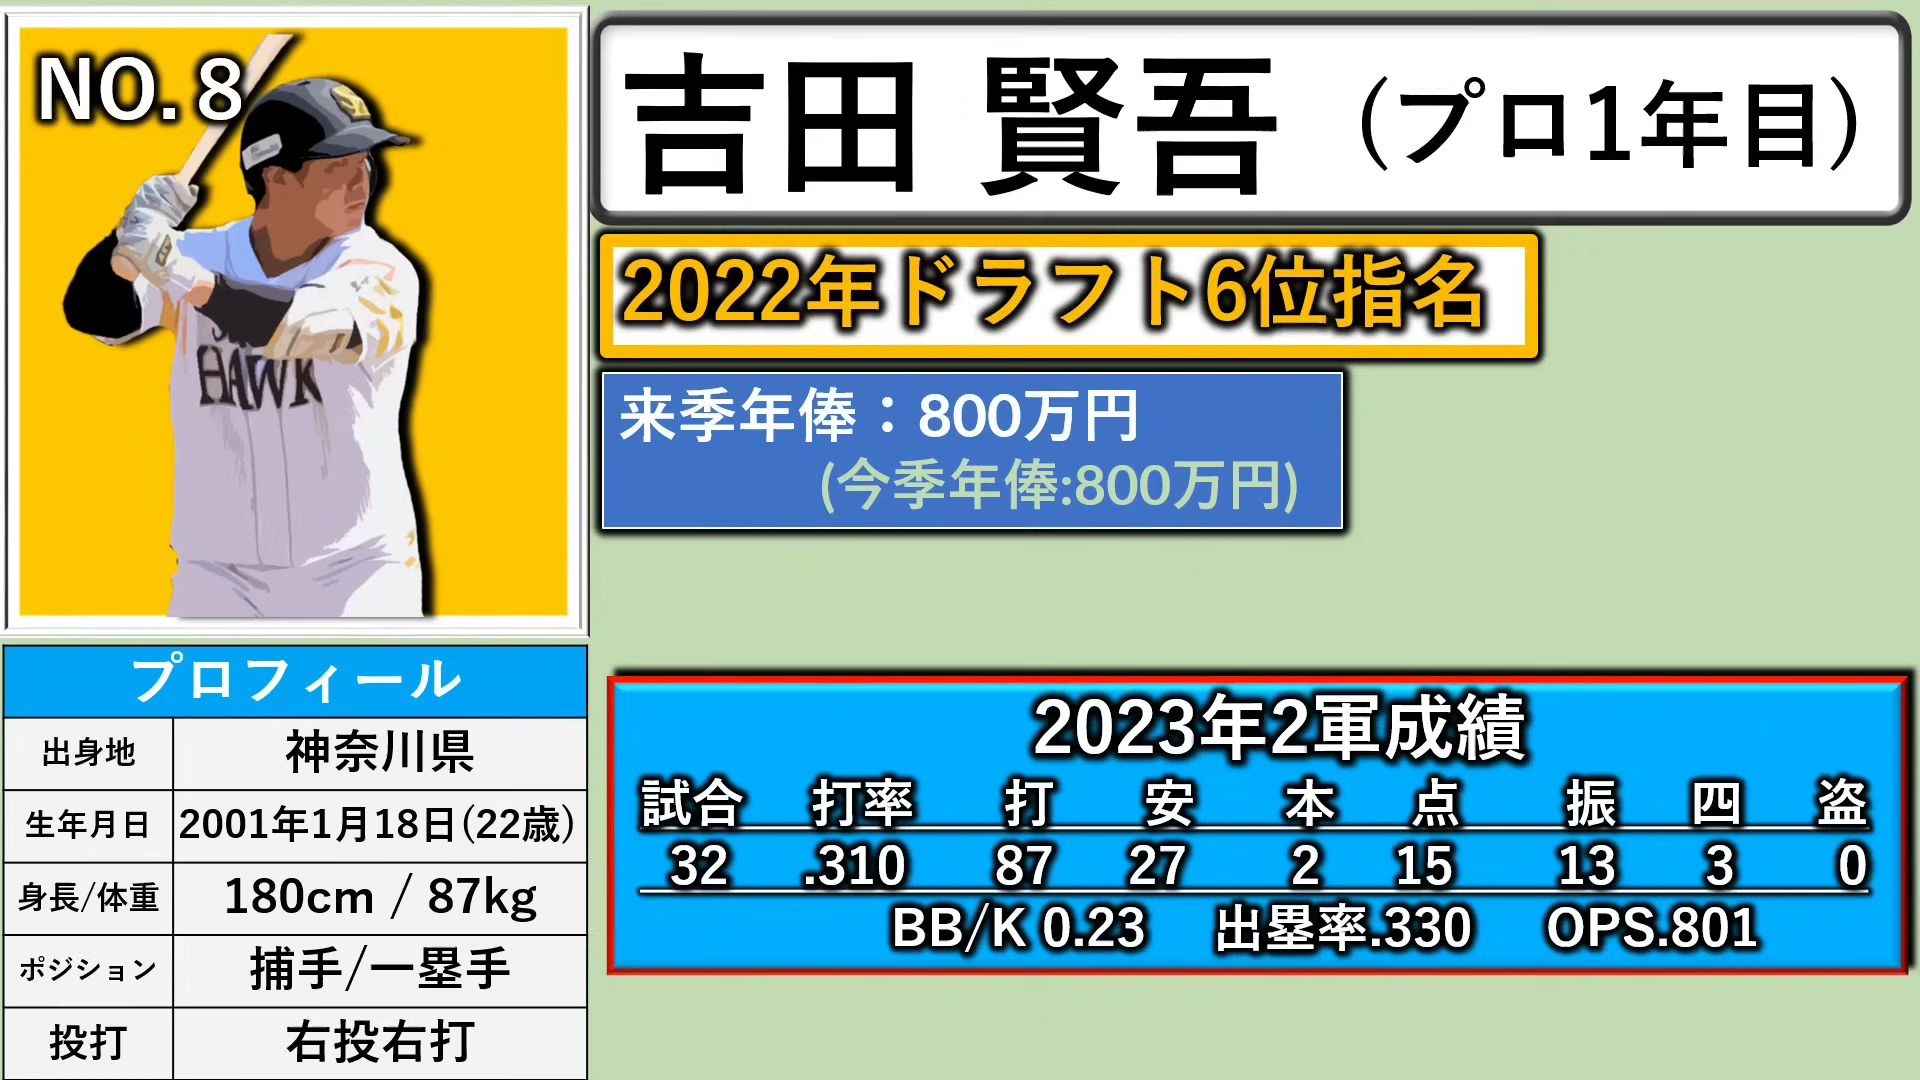 NO. 8
HAWK
吉田 賢吾 (プロ1年目)
2022年ドラフト6位指名
来季年俸：800万円
(今季年俸:800万円)
プロフィール
出身地 神奈川県
生年月日 2001年1月18日(22歳)
身長/体重 180cm / 87kg
ポジション 捕手/一塁手
投打 右投右打
2023年2軍成績
試合 打率 打 安 本 点 振 四 盗
32 .310 87 27 2 15 13 3 0
BB/K 0.23 出塁率.330 OPS.801